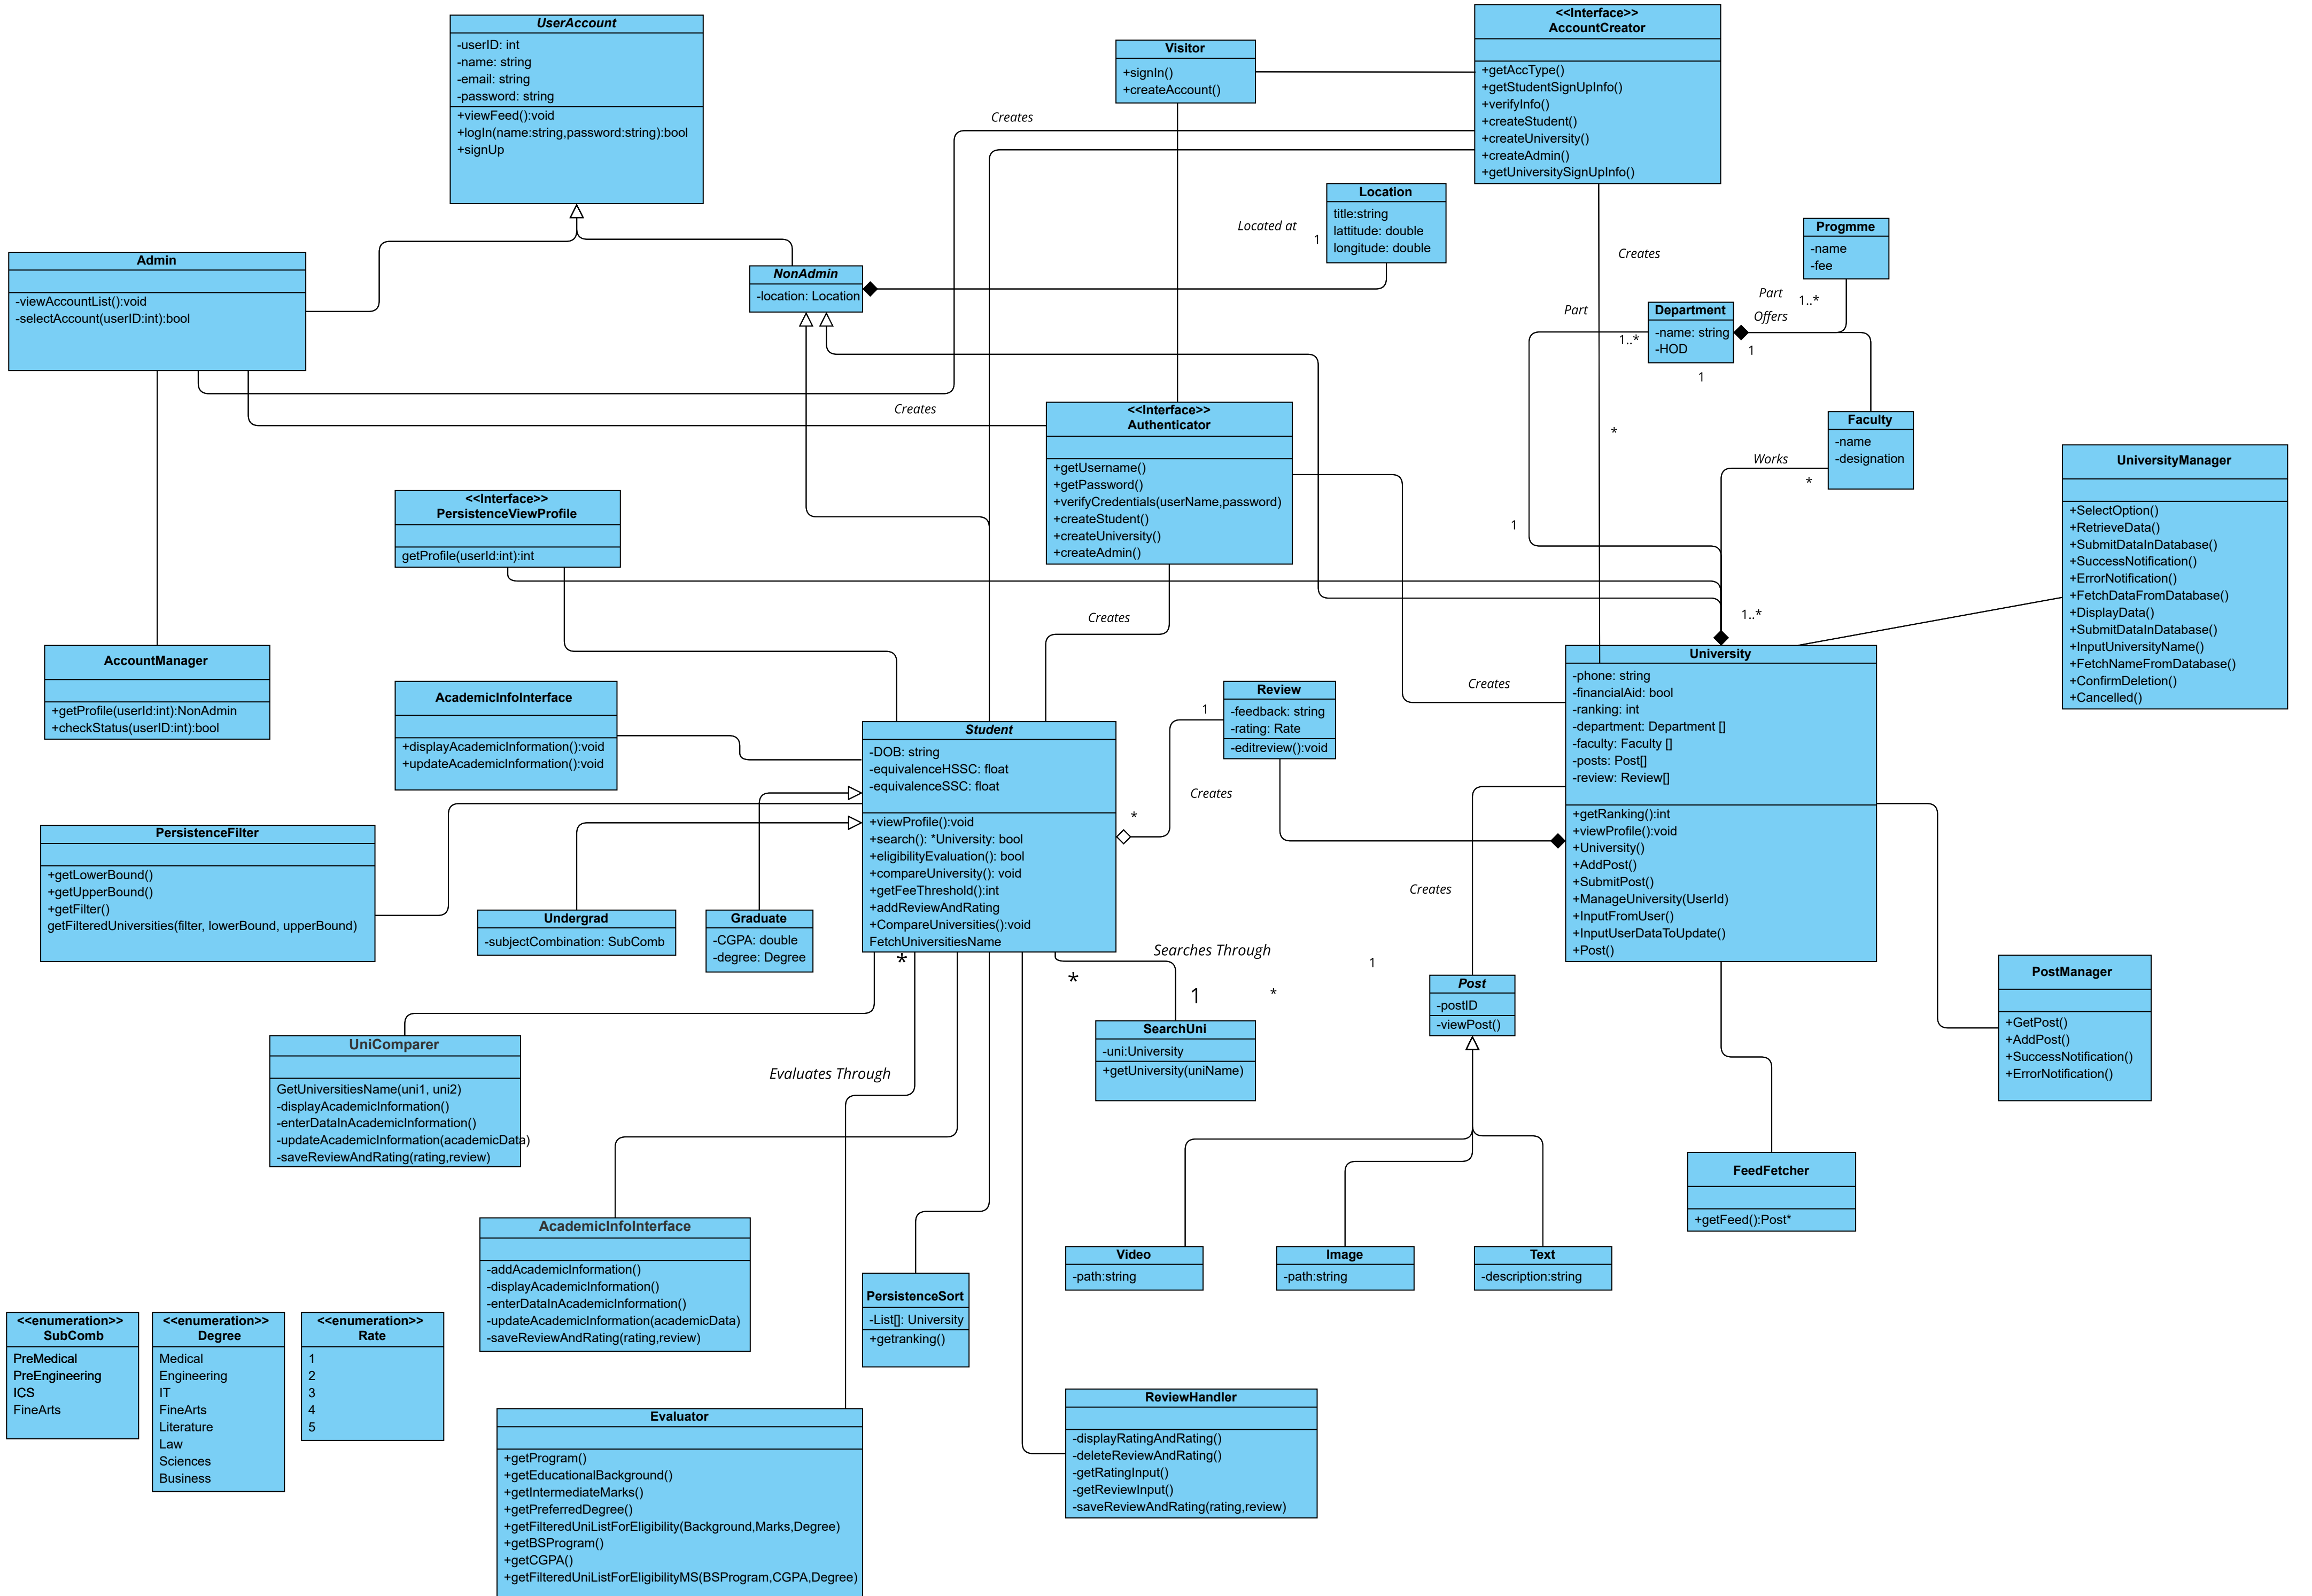 UserAccount
-userID: int
-name: string
-email: string
-password: string
+viewFeed():void
+logIn(name:string,password:string):bool
+signUp
Visitor
+signIn()
+createAccount()
<<Interface>>
AccountCreator
+getAccType()
+getStudentSignUpInfo()
+verifyInfo()
+createStudent()
+createUniversity()
+createAdmin()
+getUniversitySignUpInfo()
Creates
Location
title:string
lattitude: double
longitude: double
Located at
1
Progmme
-name
-fee
Creates
Admin
-viewAccountList():void
-selectAccount(userID:int):bool
NonAdmin
-location: Location
Part
1..*
Department
-name: string
-HOD
Part
1..*
Offers
1
1
Creates
<<Interface>>
Authenticator
+getUsername()
+getPassword()
+verifyCredentials(userName,password)
+createStudent()
+createUniversity()
+createAdmin()
*
Faculty
-name
-designation
Works
*
1
UniversityManager
+SelectOption()
+RetrieveData()
+SubmitDataInDatabase()
+SuccessNotification()
+ErrorNotification()
+FetchDataFromDatabase()
+DisplayData()
+SubmitDataInDatabase()
+InputUniversityName()
+FetchNameFromDatabase()
+ConfirmDeletion()
+Cancelled()
<<Interface>>
PersistenceViewProfile
getProfile(userId:int):int
Creates
1..*
AccountManager
+getProfile(userId:int):NonAdmin
+checkStatus(userID:int):bool
AcademicInfoInterface
+displayAcademicInformation():void
+updateAcademicInformation():void
Student
-DOB: string
-equivalenceHSSC: float
-equivalenceSSC: float
+viewProfile():void
+search(): *University: bool
+eligibilityEvaluation(): bool
+compareUniversity(): void
+getFeeThreshold():int
+addReviewAndRating
+CompareUniversities():void
FetchUniversitiesName
Review
-feedback: string
-rating: Rate
-editreview():void
1
Creates
*
Creates
University
-phone: string
-financialAid: bool
-ranking: int
-department: Department []
-faculty: Faculty []
-posts: Post[]
-review: Review[]
+getRanking():int
+viewProfile():void
+University()
+AddPost()
+SubmitPost()
+ManageUniversity(UserId)
+InputFromUser()
+InputUserDataToUpdate()
+Post()
PersistenceFilter
+getLowerBound()
+getUpperBound()
+getFilter()
getFilteredUniversities(filter, lowerBound, upperBound)
Undergrad
-subjectCombination: SubComb
Graduate
-CGPA: double
-degree: Degree
Creates
*
*
Searches Through
1
*
1
SearchUni
-uni:University
+getUniversity(uniName)
Post
-postID
-viewPost()
PostManager
+GetPost()
+AddPost()
+SuccessNotification()
+ErrorNotification()
UniComparer
GetUniversitiesName(uni1, uni2)
-displayAcademicInformation()
-enterDataInAcademicInformation()
-updateAcademicInformation(academicData)
-saveReviewAndRating(rating,review)
Evaluates Through
FeedFetcher
+getFeed():Post*
AcademicInfoInterface
-addAcademicInformation()
-displayAcademicInformation()
-enterDataInAcademicInformation()
-updateAcademicInformation(academicData)
-saveReviewAndRating(rating,review)
PersistenceSort
-List[]: University
+getranking()
Video
-path:string
Image
-path:string
Text
-description:string
<<enumeration>>
SubComb
PreMedical
PreEngineering
ICS
FineArts
<<enumeration>>
Degree
Medical
Engineering
IT
FineArts
Literature
Law
Sciences
Business
<<enumeration>>
Rate
1
2
3
4
5
Evaluator
+getProgram()
+getEducationalBackground()
+getIntermediateMarks()
+getPreferredDegree()
+getFilteredUniListForEligibility(Background,Marks,Degree)
+getBSProgram()
+getCGPA()
+getFilteredUniListForEligibilityMS(BSProgram,CGPA,Degree)
ReviewHandler
-displayRatingAndRating()
-deleteReviewAndRating()
-getRatingInput()
-getReviewInput()
-saveReviewAndRating(rating,review)